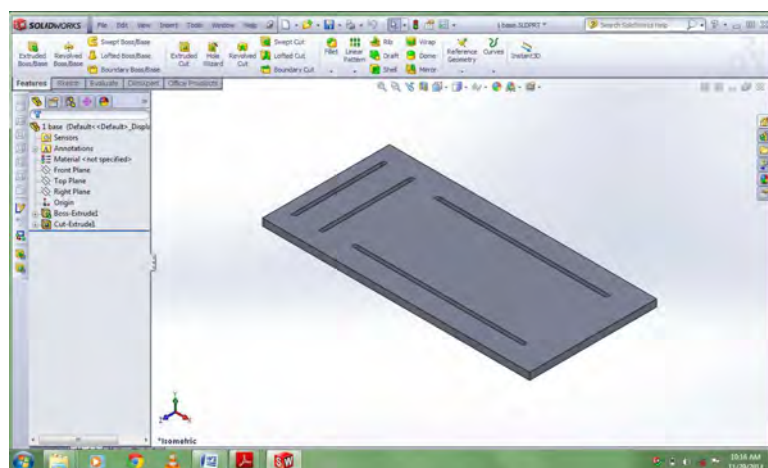 SOLIDWORKS File Edit View Insert Tools Window Help 1 base.SLDPRT * Search SolidWorks Help
Extruded Boss/Base
Revolved Boss/Base
Swept Boss/Base
Lofted Boss/Base
Boundary Boss/Base
Extruded Cut
Hole Wizard
Revolved Cut
Swept Cut
Lofted Cut
Boundary Cut
Fillet
Linear Pattern
Rib
Draft
Shell
Wrap
Dome
Mirror
Reference Geometry
Curves
Instant3D
Features Sketch Evaluate DimXpert Office Products
1 base (Default<<Default>_Displa
Sensors
Annotations
Material <not specified>
Front Plane
Top Plane
Right Plane
Origin
Boss-Extrude1
Cut-Extrude1
Y
Z
*Isometric
10:16 AM